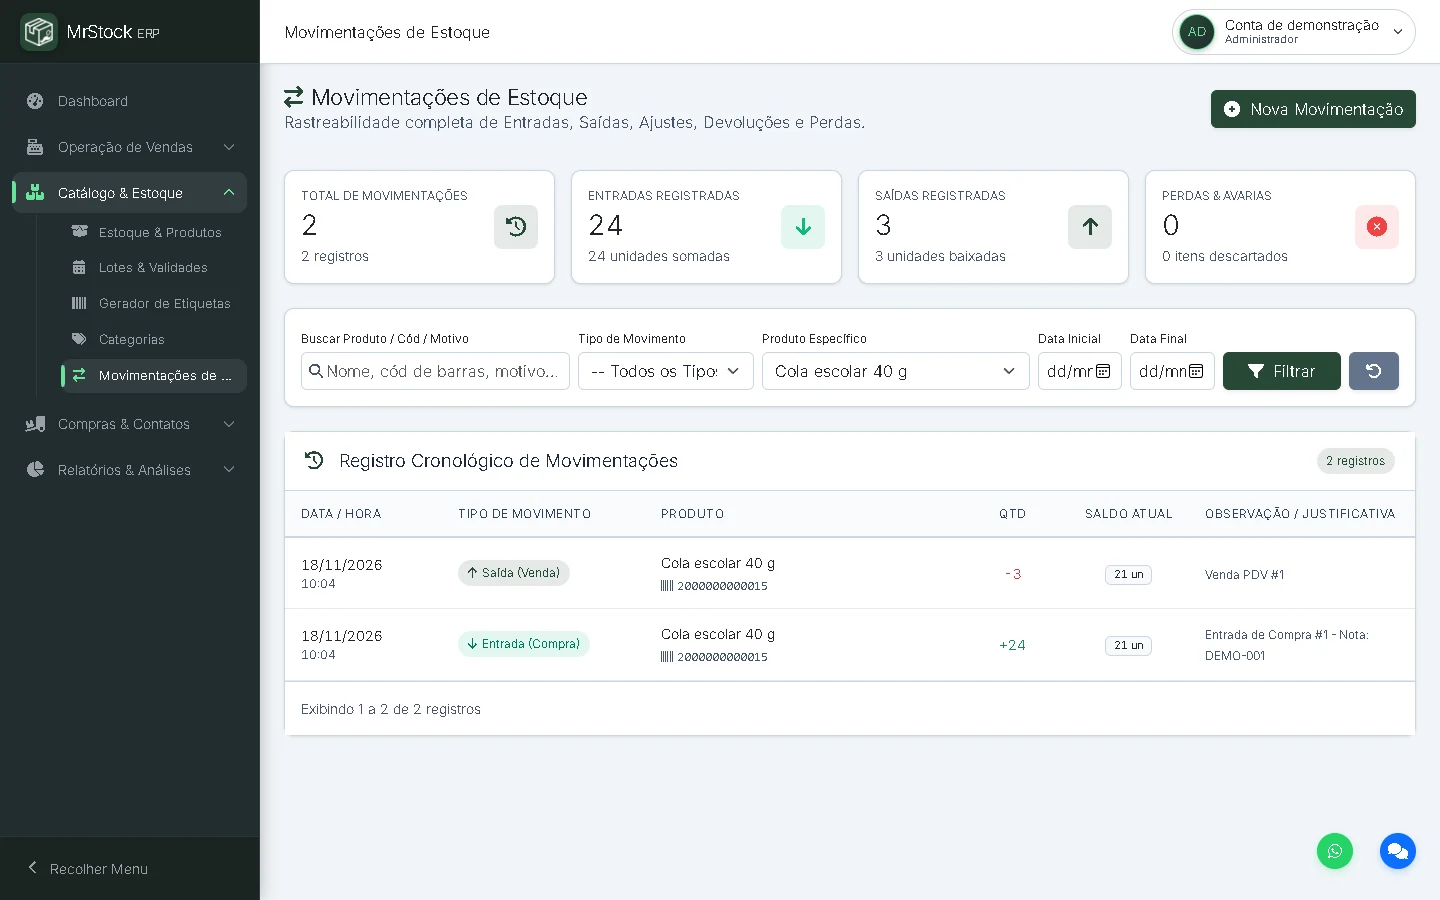 MrStock ERP
Movimentações de Estoque
AD
Conta de demonstração
Administrador
Dashboard
Operação de Vendas
Catálogo & Estoque
Estoque & Produtos
Lotes & Validades
Gerador de Etiquetas
Categorias
Movimentações de ...
Compras & Contatos
Relatórios & Análises
Recolher Menu
Movimentações de Estoque
Rastreabilidade completa de Entradas, Saídas, Ajustes, Devoluções e Perdas.
Nova Movimentação
TOTAL DE MOVIMENTAÇÕES
2
2 registros
ENTRADAS REGISTRADAS
24
24 unidades somadas
SAÍDAS REGISTRADAS
3
3 unidades baixadas
PERDAS & AVARIAS
0
0 itens descartados
Buscar Produto / Cód / Motivo
Nome, cód de barras, motivo...
Tipo de Movimento
-- Todos os Tipos
Produto Específico
Cola escolar 40 g
Data Inicial
dd/mm
Data Final
dd/mm
Filtrar
Registro Cronológico de Movimentações
2 registros
DATA / HORA TIPO DE MOVIMENTO PRODUTO QTD SALDO ATUAL OBSERVAÇÃO / JUSTIFICATIVA
18/11/2026
10:04
Saída (Venda)
Cola escolar 40 g
2000000000015
-3
21 un
Venda PDV #1
18/11/2026
10:04
Entrada (Compra)
Cola escolar 40 g
2000000000015
+24
21 un
Entrada de Compra #1 - Nota:
DEMO-001
Exibindo 1 a 2 de 2 registros